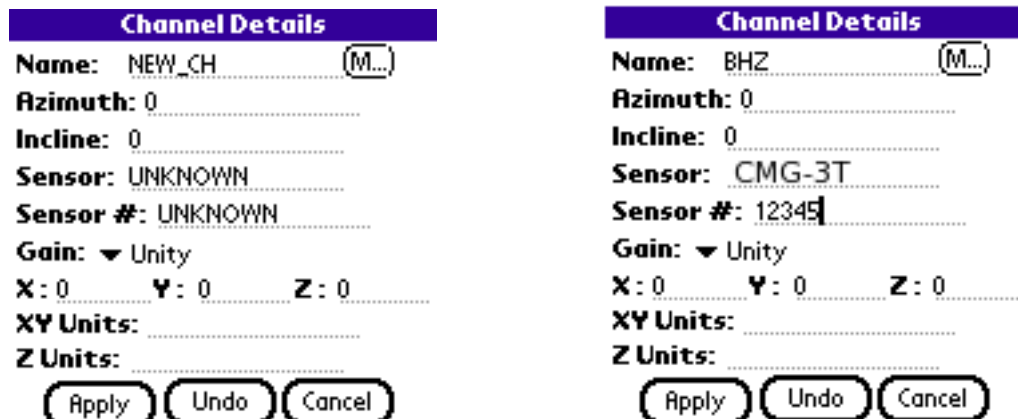 Channel Details
Name: NEW_CH (M...)
Azimuth: 0
Incline: 0
Sensor: UNKNOWN
Sensor #: UNKNOWN
Gain: Unity
X: 0 Y: 0 Z: 0
XY Units:
Z Units:
Apply Undo Cancel
Channel Details
Name: BHZ (M...)
Azimuth: 0
Incline: 0
Sensor: CMG-3T
Sensor #: 12345
Gain: Unity
X: 0 Y: 0 Z: 0
XY Units:
Z Units:
Apply Undo Cancel